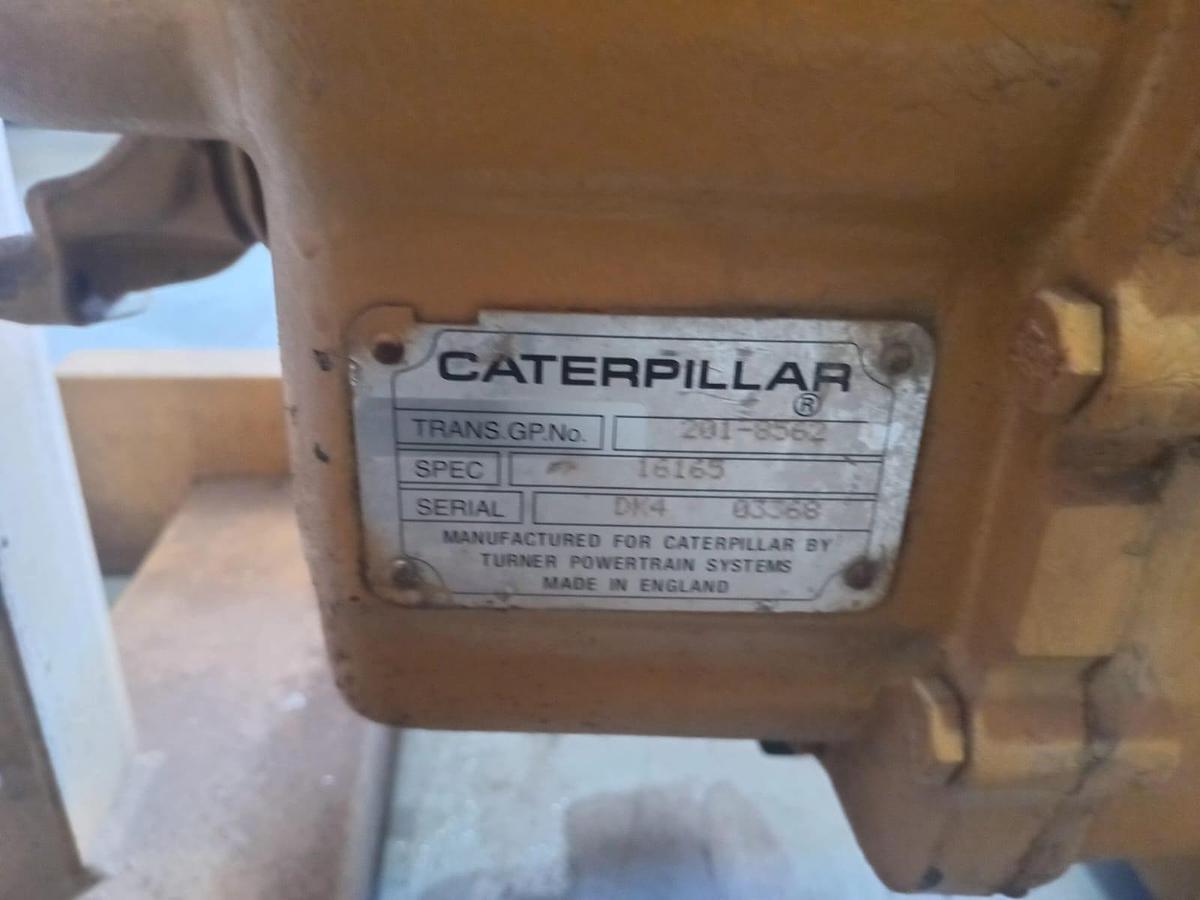 CATERPILLAR
®
TRANS.GP.No. 201-8562
SPEC 16165
SERIAL DK4 03368
MANUFACTURED FOR CATERPILLAR BY
TURNER POWERTRAIN SYSTEMS
MADE IN ENGLAND